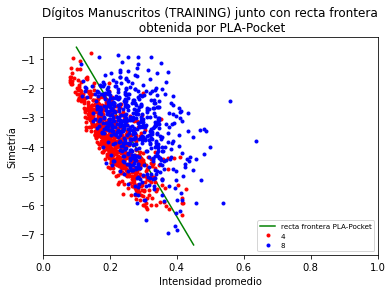 Dígitos Manuscritos (TRAINING) junto con recta frontera
obtenida por PLA-Pocket
−1
−2
−3
−4
−5
−6
−7
Simetría
0.0 0.2 0.4 0.6 0.8 1.0
Intensidad promedio
recta frontera PLA-Pocket
4
8